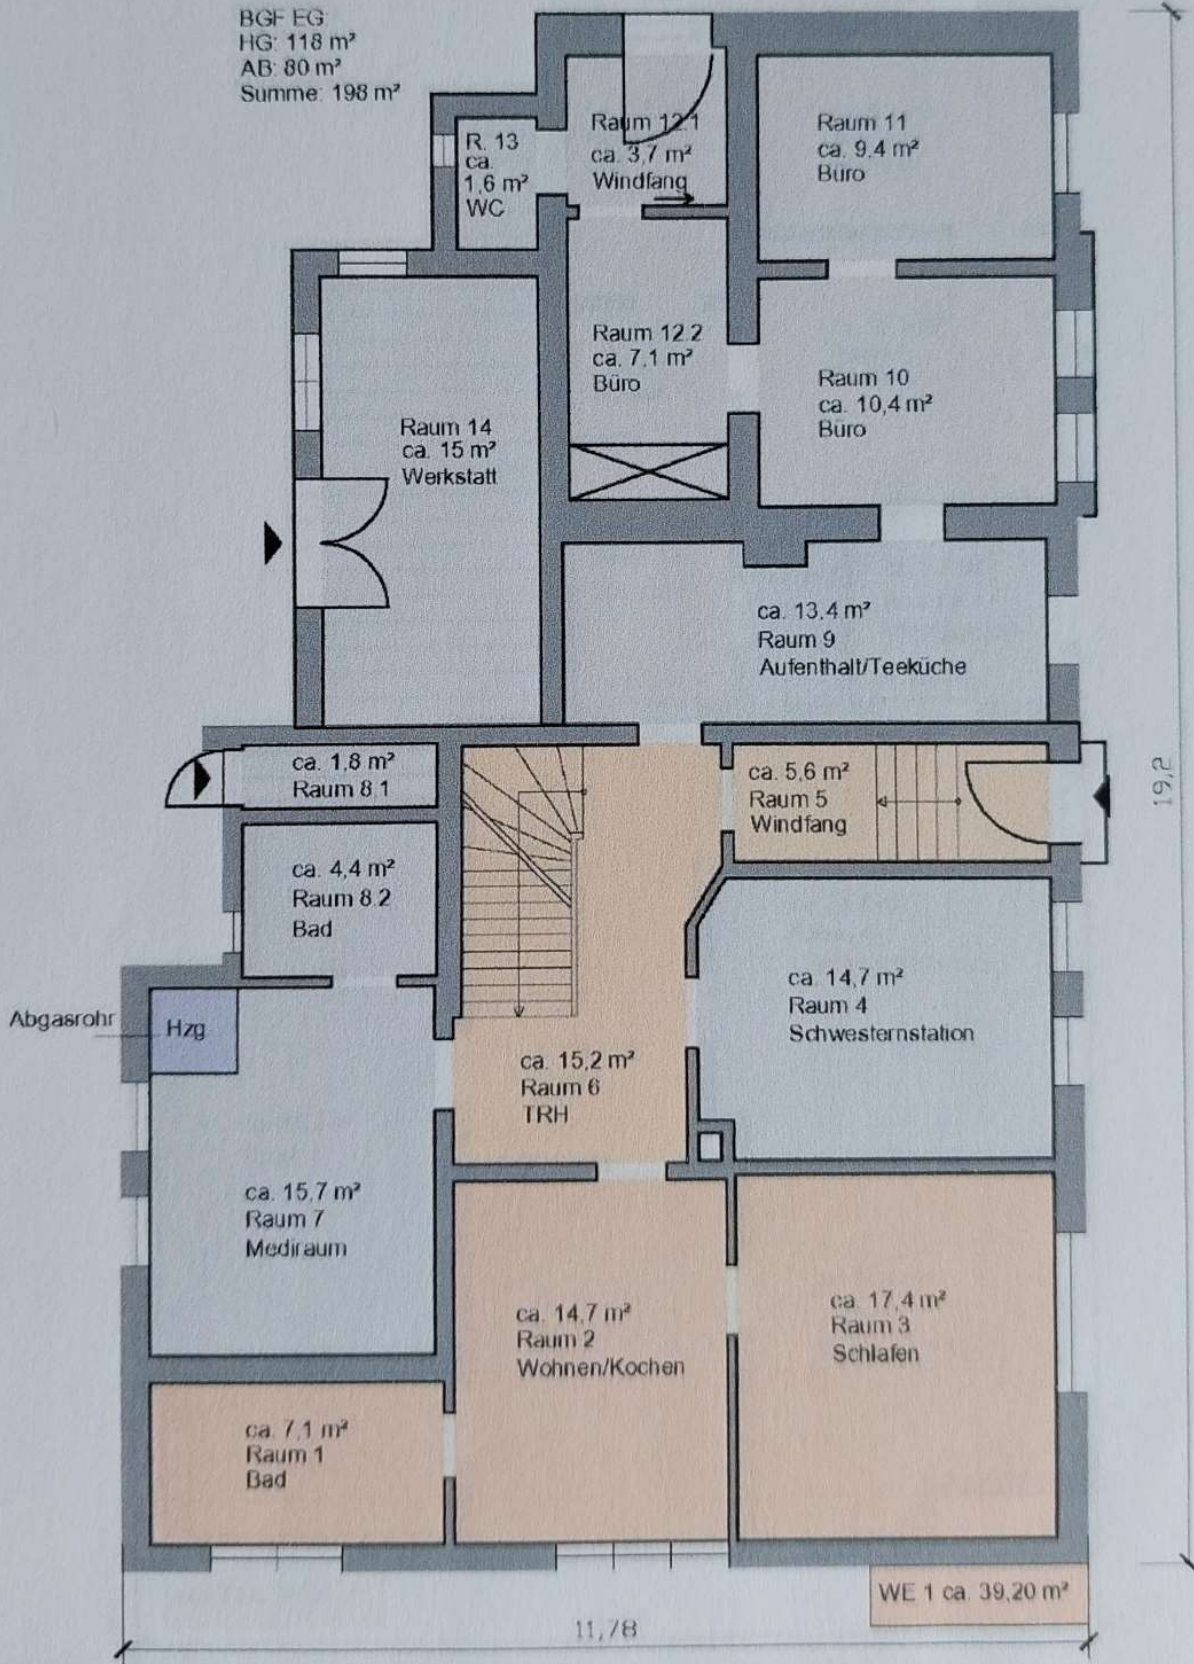 BGF EG
HG: 118 m²
AB: 80 m²
Summe: 198 m²
R. 13
ca.
1,6 m²
WC
Raum 12.1
ca. 3,7 m²
Windfang
Raum 11
ca. 9,4 m²
Büro
Raum 12.2
ca. 7,1 m²
Büro
Raum 10
ca. 10,4 m²
Büro
Raum 14
ca. 15 m²
Werkstatt
ca. 13,4 m²
Raum 9
Aufenthalt/Teeküche
ca. 1,8 m²
Raum 8.1
ca. 5,6 m²
Raum 5
Windfang
19,2
ca. 4,4 m²
Raum 8.2
Bad
ca. 14,7 m²
Raum 4
Schwesternstation
Abgasrohr
Hzg
ca. 15,2 m²
Raum 6
TRH
ca. 15,7 m²
Raum 7
Mediraum
ca. 14,7 m²
Raum 2
Wohnen/Kochen
ca. 17,4 m²
Raum 3
Schlafen
ca. 7,1 m²
Raum 1
Bad
WE 1 ca. 39,20 m²
11,78